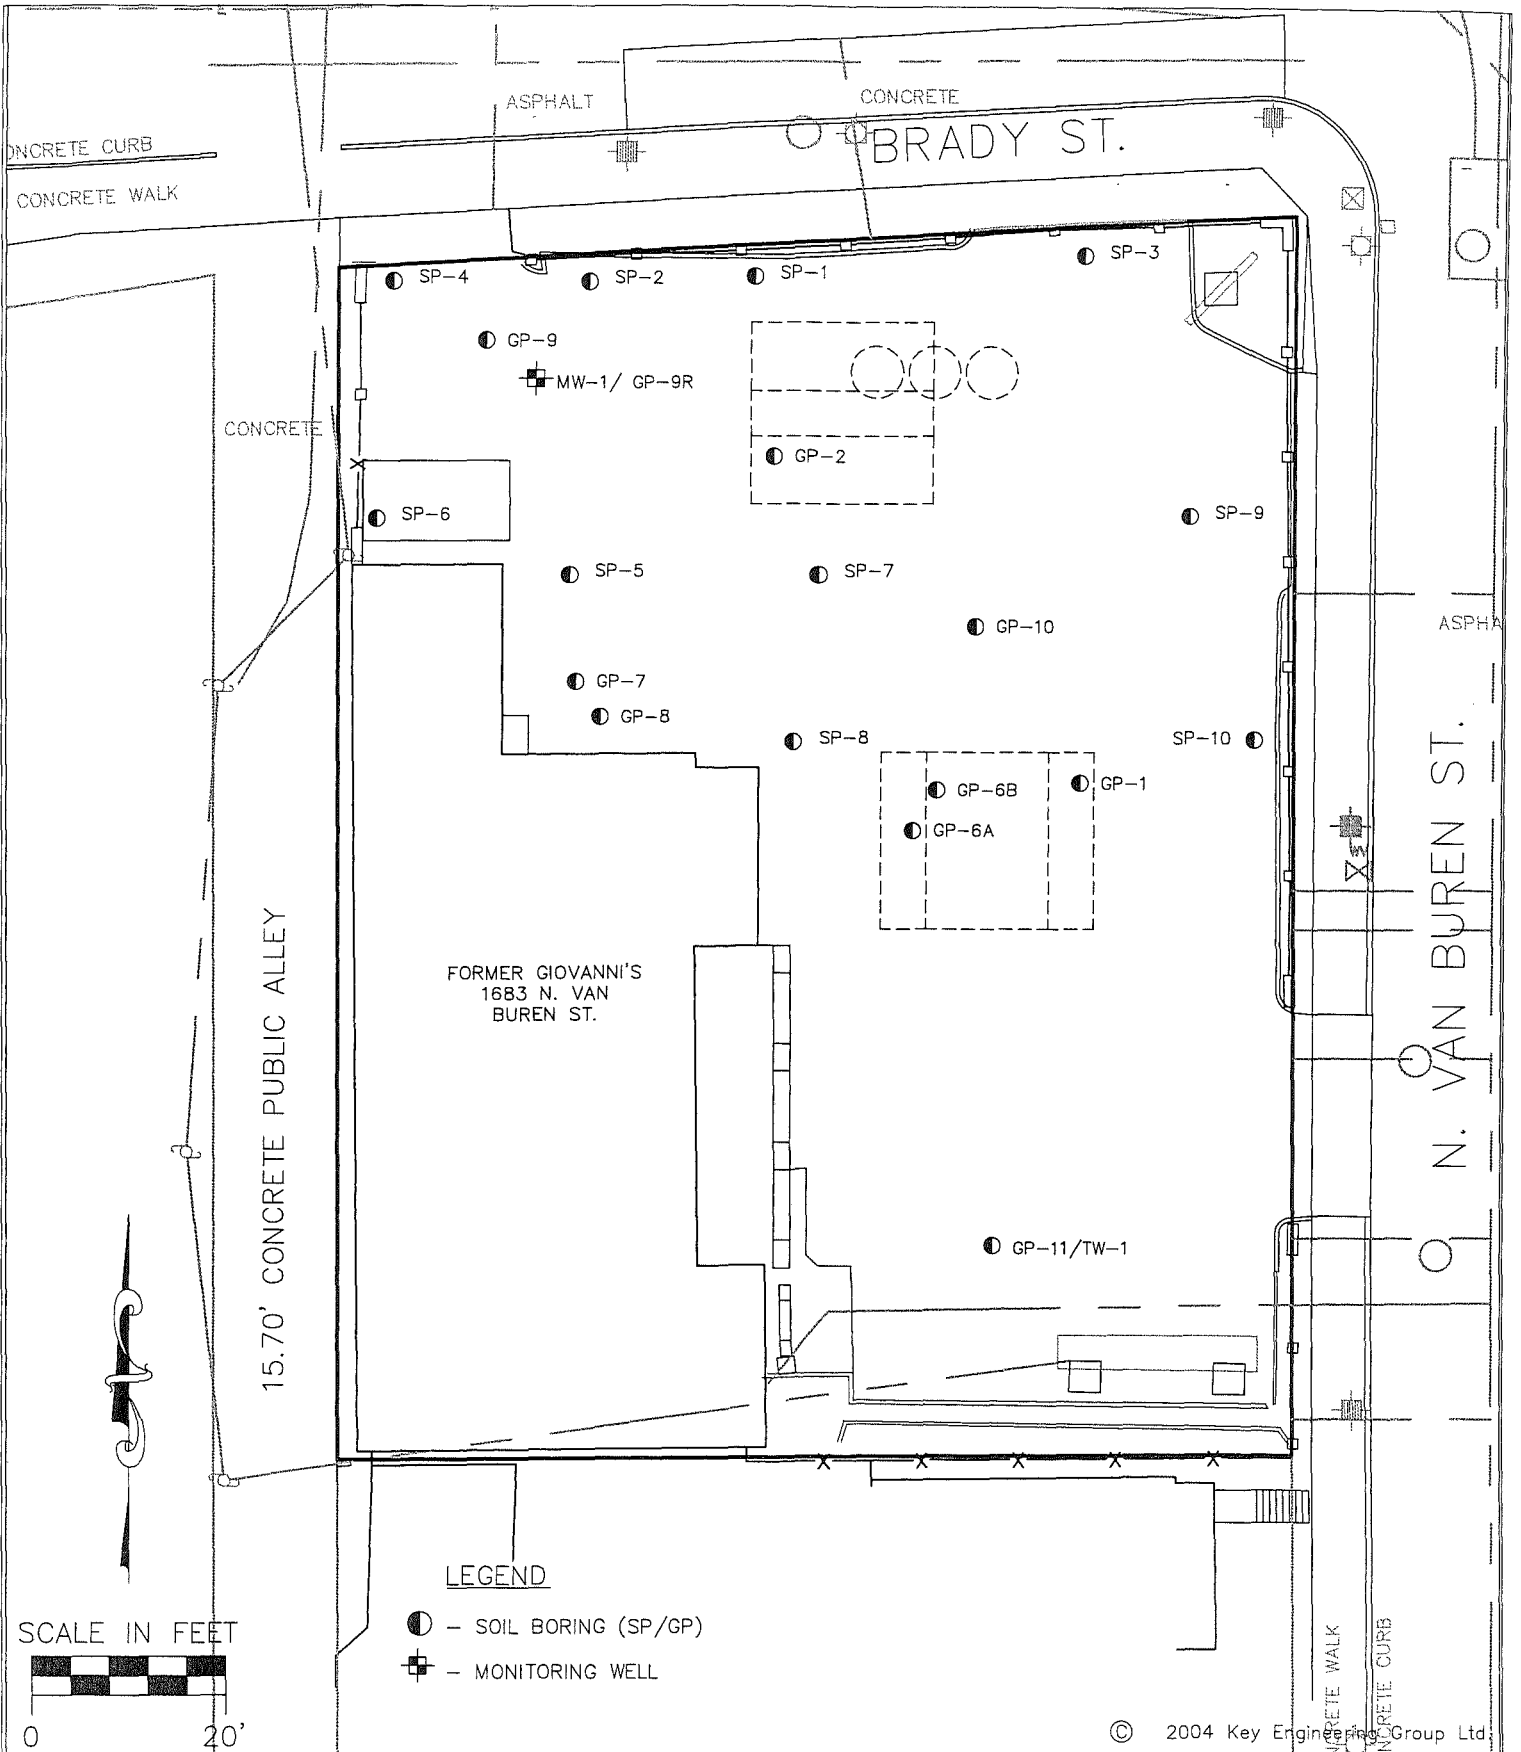 ASPHALT
CONCRETE
BRADY ST.
CONCRETE WALK
SP-3
SP-4
SP-2
SP-1
GP-9
MW-1/ GP-9R
CONCRETE
GP-2
SP-6
SP-9
SP-5
SP-7
GP-10
GP-7
GP-8
SP-8
SP-10
GP-6B
GP-1
GP-6A
N. VAN BUREN ST.
15.70' CONCRETE PUBLIC ALLEY
FORMER GIOVANNI'S
1683 N. VAN
BUREN ST.
GP-11/TW-1
LEGEND
- SOIL BORING (SP/GP)
- MONITORING WELL
SCALE IN FEET
0 20'
© 2004 Key Engineering Group Ltd.